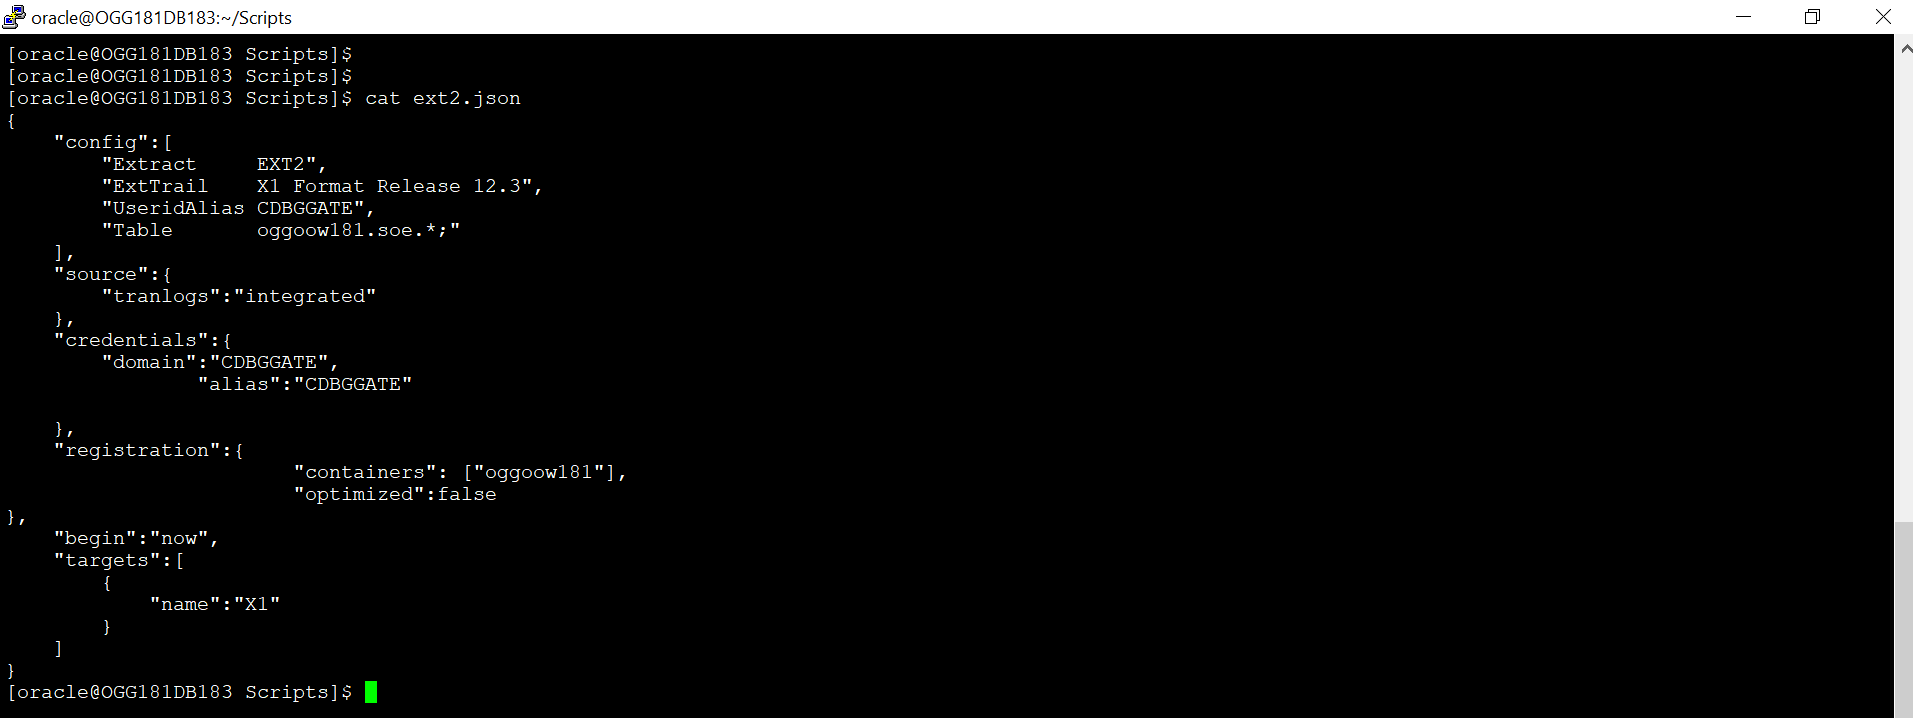 oracle@OGG181DB183:~/Scripts
[oracle@OGG181DB183 Scripts]$
[oracle@OGG181DB183 Scripts]$
[oracle@OGG181DB183 Scripts]$ cat ext2.json
{
    "config":[
        "Extract     EXT2",
        "ExtTrail    X1 Format Release 12.3",
        "UseridAlias CDBGGATE",
        "Table       oggoow181.soe.*;"
    ],
    "source":{
        "tranlogs":"integrated"
    },
    "credentials":{
        "domain":"CDBGGATE",
                "alias":"CDBGGATE"
    },
    "registration":{
                        "containers": ["oggoow181"],
                        "optimized":false
},
    "begin":"now",
    "targets":[
        {
            "name":"X1"
        }
    ]
}
[oracle@OGG181DB183 Scripts]$